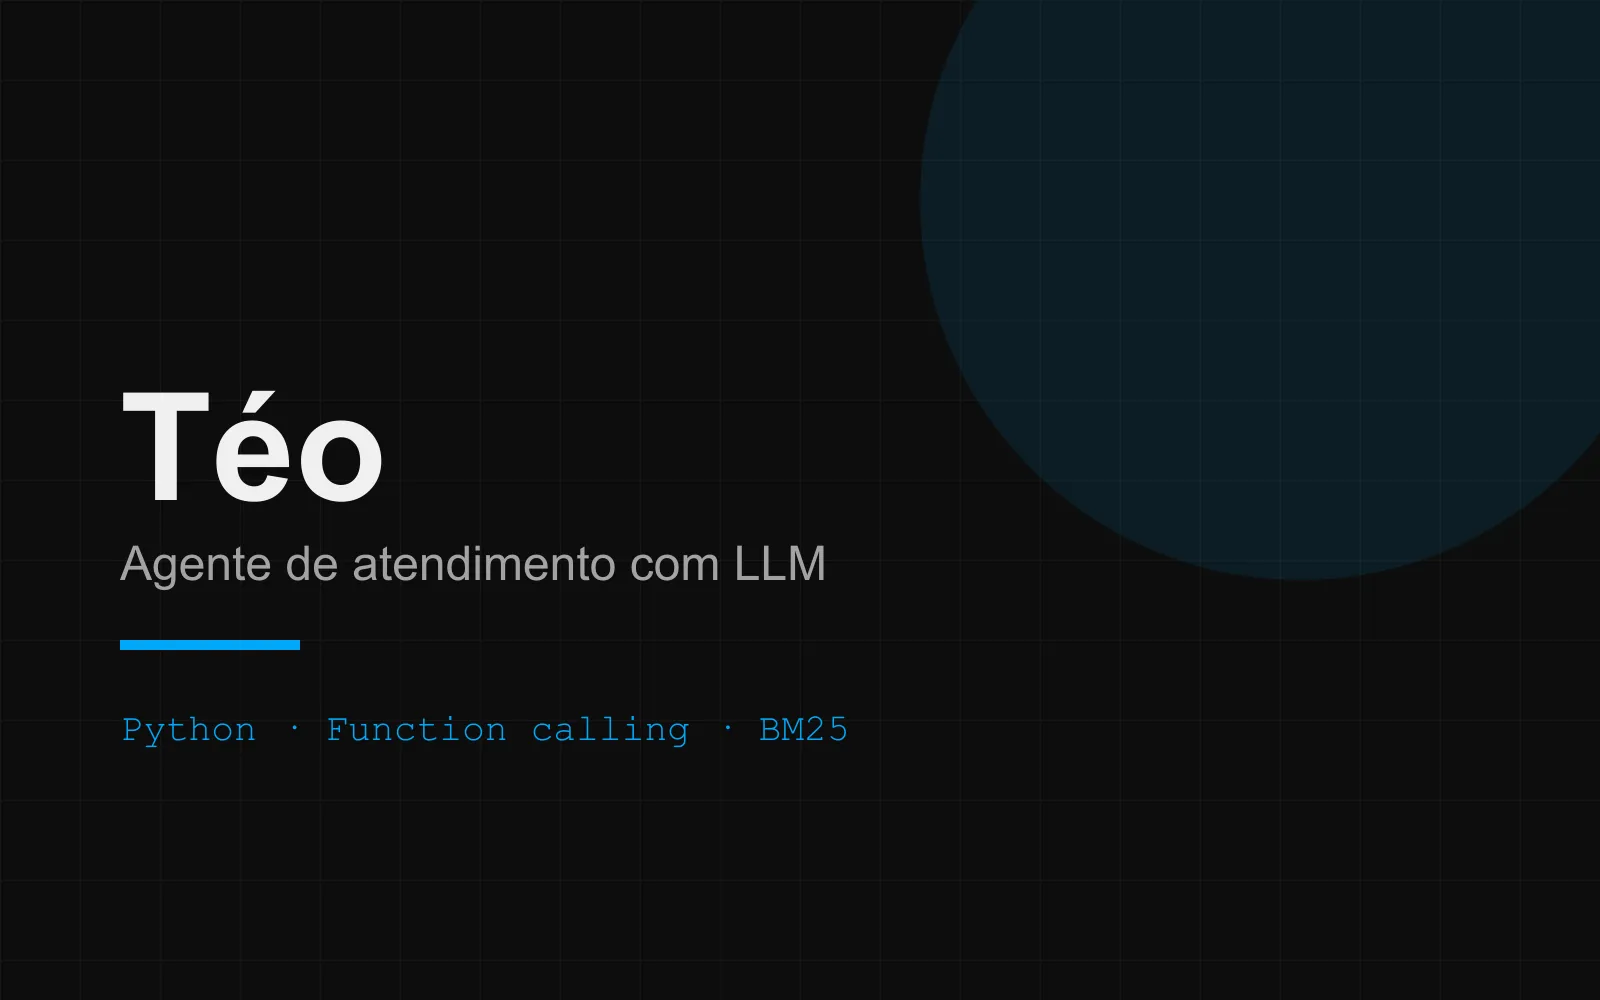 Téo
Agente de atendimento com LLM
Python · Function calling · BM25